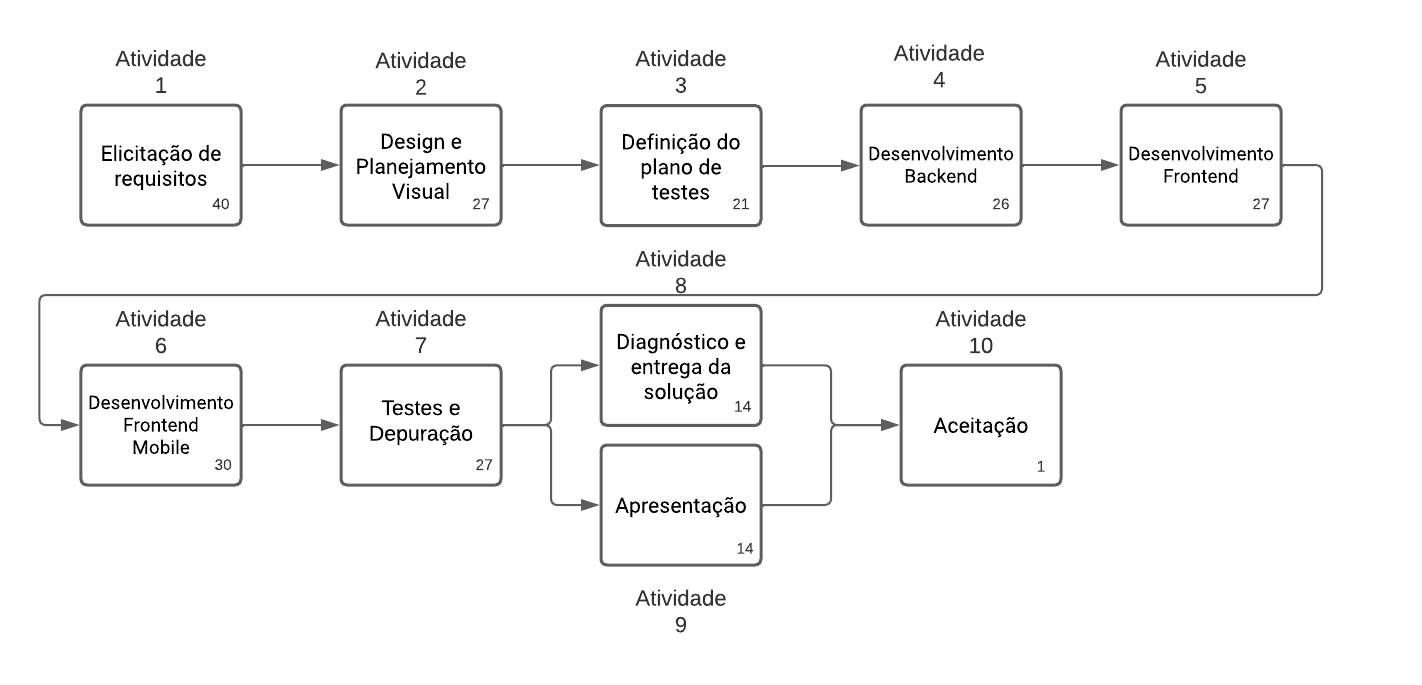 Atividade
1
Elicitação de
requisitos
40
Atividade
2
Design e
Planejamento
Visual
27
Atividade
3
Definição do
plano de
testes
21
Atividade
4
Desenvolvimento
Backend
26
Atividade
5
Desenvolvimento
Frontend
27
Atividade
6
Desenvolvimento
Frontend
Mobile
30
Atividade
7
Testes e
Depuração
27
Atividade
8
Diagnóstico e
entrega da
solução
14
Apresentação
14
Atividade
9
Atividade
10
Aceitação
1